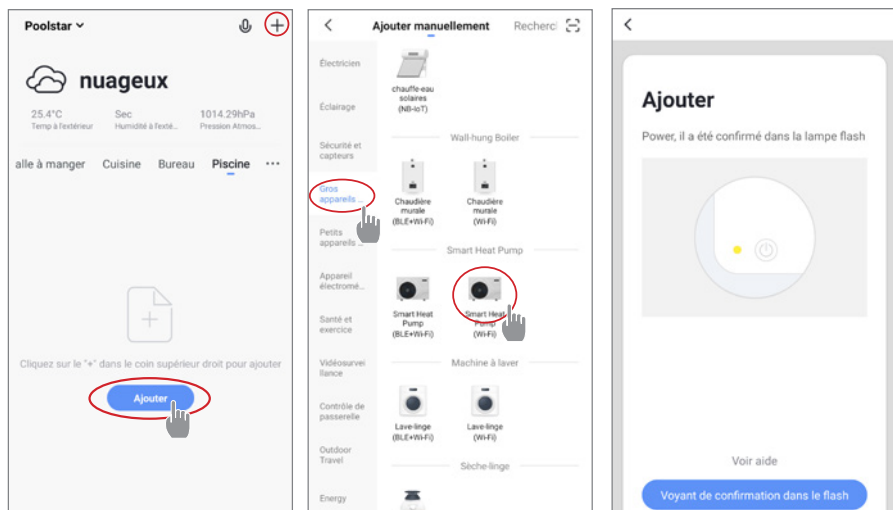 Poolstar
nuageux
25.4°C Sec 1014.29hPa
Temp à l'extérieur Humidité à l'exté... Pression Atmos...
alle à manger Cuisine Bureau Piscine ...
Cliquez sur le "+" dans le coin supérieur droit pour ajouter
Ajouter
Ajouter manuellement Recherc
Électricien
Éclairage
Sécurité et
capteurs
Gros
appareils ...
Petits
appareils ...
Appareil
électromé...
Santé et
exercice
Vidéosurvei
llance
Contrôle de
passerelle
Outdoor
Travel
Energy
chauffe-eau
solaires
(NB-IoT)
Wall-hung Boiler
Chaudière
murale
(BLE+Wi-Fi)
Chaudière
murale
(Wi-Fi)
Smart Heat Pump
Smart Heat
Pump
(BLE+Wi-Fi)
Smart Heat
Pump
(Wi-Fi)
Machine à laver
Lave-linge
(BLE+Wi-Fi)
Lave-linge
(Wi-Fi)
Sèche-linge
Ajouter
Power, il a été confirmé dans la lampe flash
Voir aide
Voyant de confirmation dans le flash